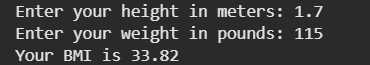 Enter your height in meters: 1.7
Enter your weight in pounds: 115
Your BMI is 33.82